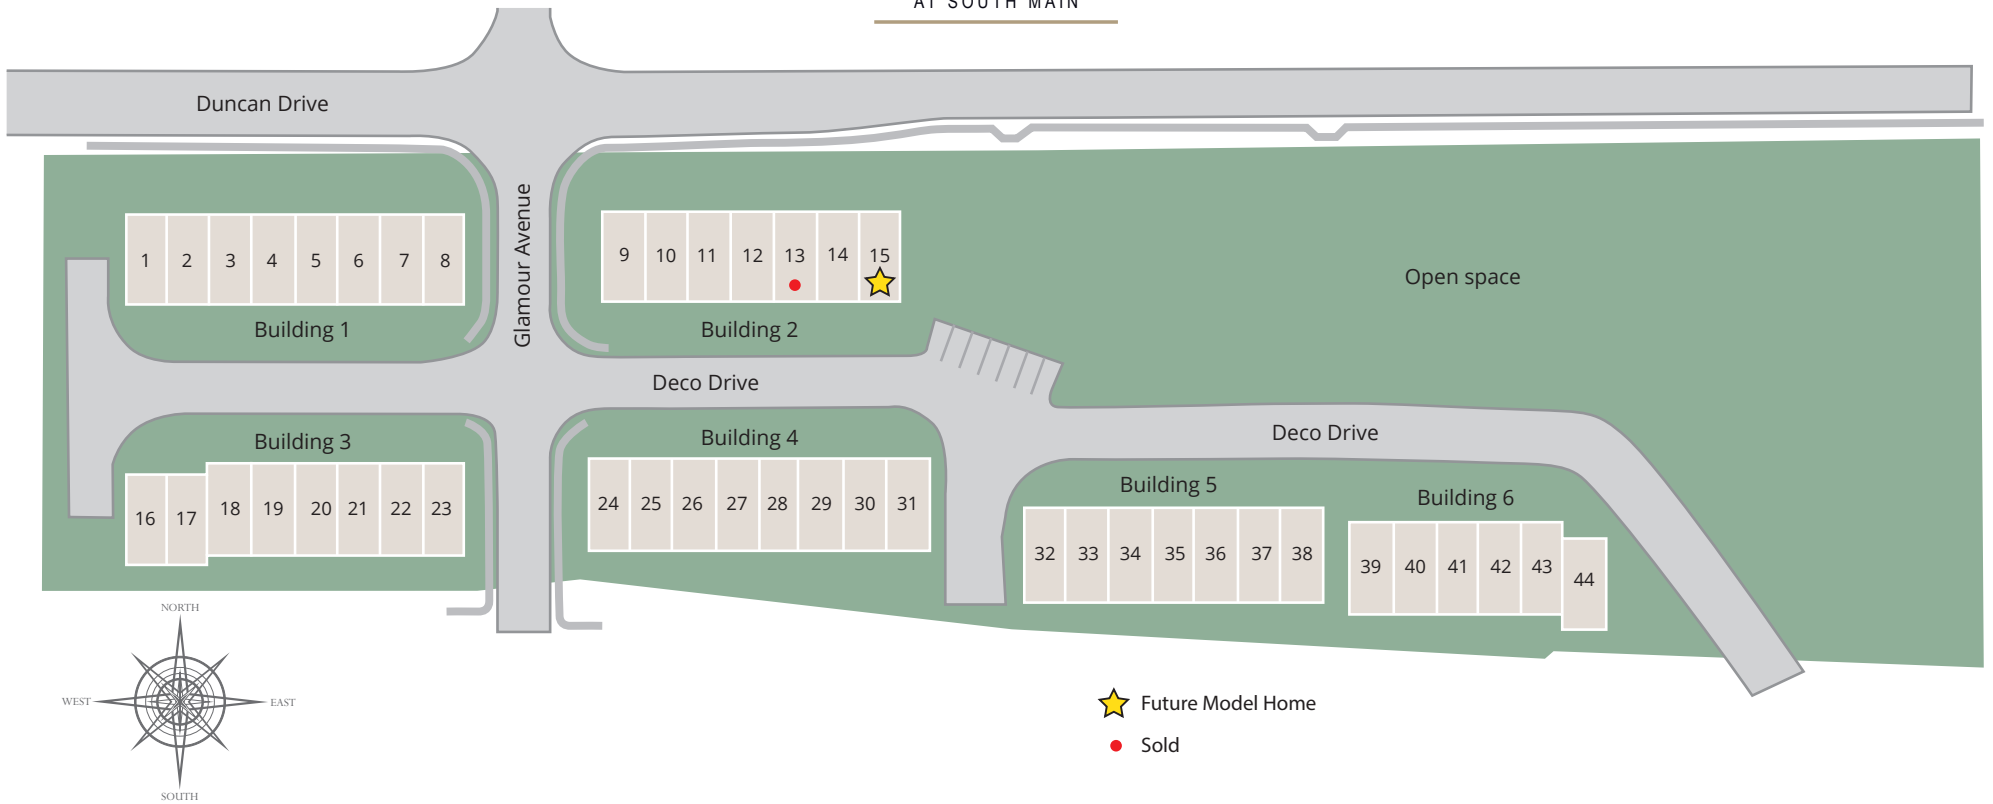 AT SOUTH MAIN
Duncan Drive
Glamour Avenue
1 2 3 4 5 6 7 8
Building 1
9 10 11 12 13 14 15
Building 2
Open space
Deco Drive
Deco Drive
Building 3
16 17 18 19 20 21 22 23
Building 4
24 25 26 27 28 29 30 31
Building 5
32 33 34 35 36 37 38
Building 6
39 40 41 42 43 44
NORTH
WEST
EAST
SOUTH
Future Model Home
Sold